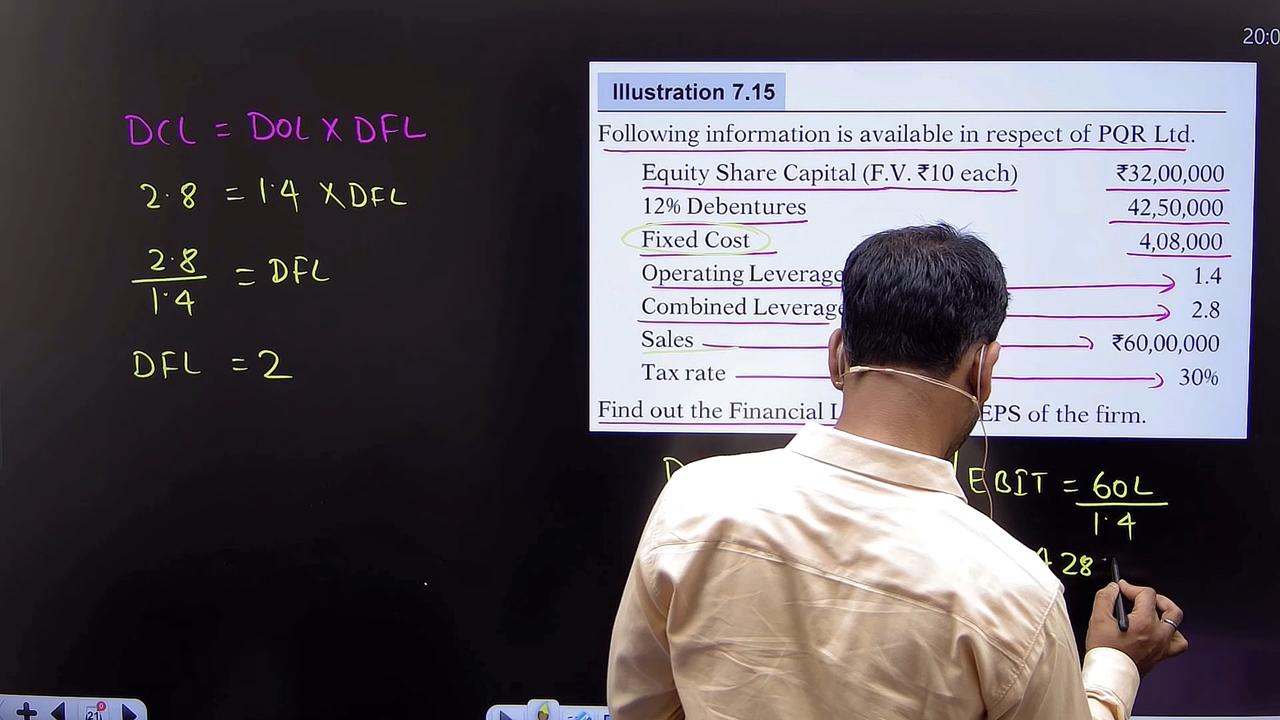 20:0
DCL = DOL X DFL
2.8 = 1.4 X DFL
2.8
1.4
= DFL
DFL = 2
Illustration 7.15
Following information is available in respect of PQR Ltd.
Equity Share Capital (F.V. ₹10 each) ₹32,00,000
12% Debentures 42,50,000
Fixed Cost 4,08,000
Operating Leverage 1.4
Combined Leverage 2.8
Sales ₹60,00,000
Tax rate 30%
Find out the Financial EPS of the firm.
EBIT = 60L
1.4
28
21